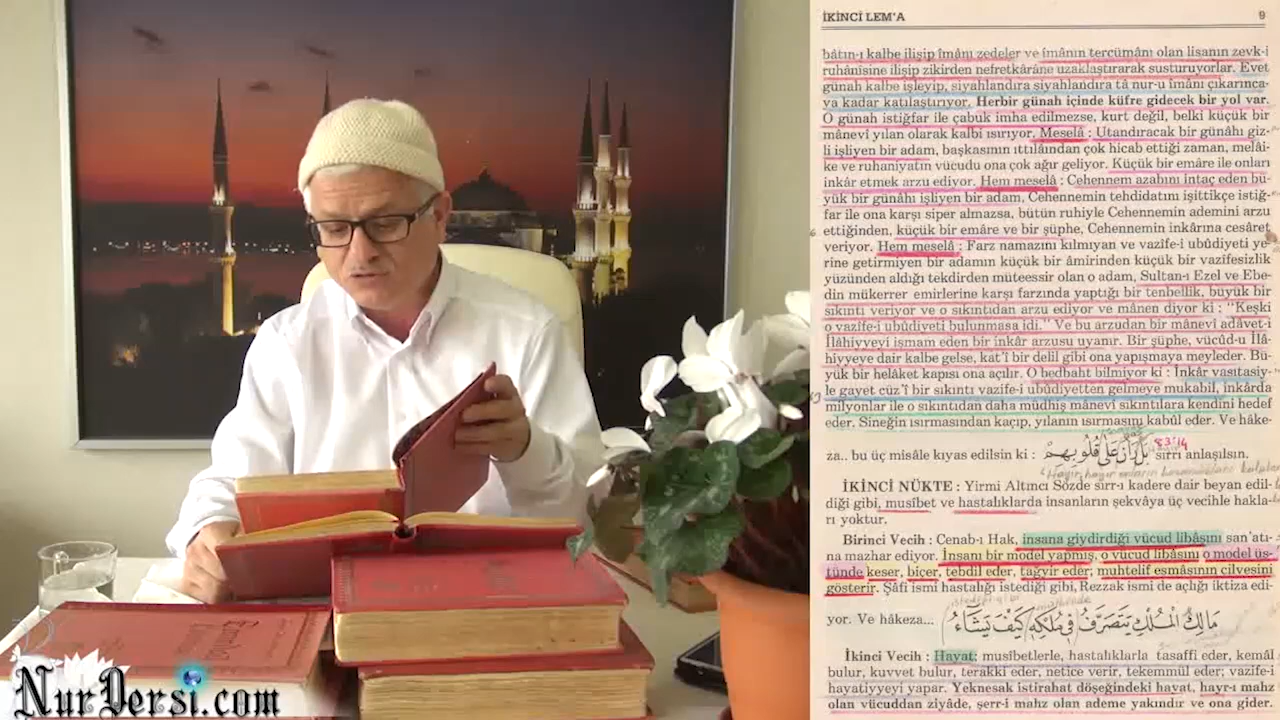 İKİNCİ LEM'A 9
bâtın-ı kalbe ilişip îmânı zedeler ve îmânın tercümânı olan lisanın zevk-i
ruhânîsine ilişip zikirden nefretkârâne uzaklaştırarak susturuyorlar. Evet
günah kalbe işleyip, siyahlandıra siyahlandıra tâ nur-u îmânı çıkarınca-
ya kadar katılaştırıyor. Herbir günah içinde küfre gidecek bir yol var.
O günah istiğfar ile çabuk imha edilmezse, kurt değil, belki küçük bir
mânevî yılan olarak kalbi ısırıyor. Meselâ : Utandıracak bir günâhı giz-
li işliyen bir adam, başkasının ıttılâından çok hicab ettiği zaman, melâi-
ke ve ruhaniyatın vücudu ona çok ağır geliyor. Küçük bir emâre ile onları
inkâr etmek arzu ediyor. Hem meselâ : Cehennem azabını intaç eden bü-
yük bir günâhı işliyen bir adam, Cehennemin tehdidatını işittikçe istiğ-
far ile ona karşı siper almazsa, bütün ruhiyle Cehennemin ademini arzu
ettiğinden, küçük bir emâre ve bir şüphe, Cehennemin inkârına cesâret
veriyor. Hem meselâ : Farz namazını kılmıyan ve vazife-i ubûdiyeti ye-
rine getirmiyen bir adamın küçük bir âmirinden küçük bir vazifesizlik
yüzünden aldığı tekdirden müteessir olan o adam, Sultan-ı Ezel ve Ebe-
din mükerrer emirlerine karşı farzında yaptığı bir tenbellik, büyük bir
sıkıntı veriyor ve o sıkıntıdan arzu ediyor ve mânen diyor ki : "Keşki
o vazife-i ubûdiyeti bulunmasa idi." Ve bu arzudan bir mânevî adâvet-i
İlâhiyyeyi işmam eden bir inkâr arzusu uyanır. Bir şüphe, vücûd-u İlâ-
hiyyeye dair kalbe gelse, kat'î bir delil gibi ona yapışmaya meyleder. Bü-
yük bir helâket kapısı ona açılır. O bedbaht bilmiyor ki : İnkâr vasıtasiy-
le gayet cüz'î bir sıkıntı vazife-i ubûdiyetten gelmeye mukabil, inkârda
milyonlar ile o sıkıntıdan daha müdhiş mânevî sıkıntılara kendini hedef
eder. Sineğin ısırmasından kaçıp, yılanın ısırmasını kabûl eder. Ve hâke-
za.. bu üç misâle kıyas edilsin ki : بَلْ رَانَ عَلَى قُلُوبِهِمْ 83:14 sırrı anlaşılsın.
İKİNCİ NÜKTE : Yirmi Altıncı Sözde sırr-ı kadere dair beyan edil-
diği gibi, musîbet ve hastalıklarda insanların şekvâya üç vecihle hakla-
rı yoktur.
Birinci Vecih : Cenab-ı Hak, insana giydirdiği vücud libâsını san'atı-
na mazhar ediyor. İnsanı bir model yapmış, o vücud libâsını o model üs-
tünde keser, biçer, tebdil eder, tağyir eder, muhtelif esmâsının cilvesini
gösterir. Şâfi ismi hastalığı istediği gibi, Rezzak ismi de açlığı iktiza edi-
yor. Ve hâkeza... مَالِكُ الْمُلْكِ يَتَصَرَّفُ فِي مُلْكِهِ كَيْفَ يَشَاءُ
İkinci Vecih : Hayat: musîbetlerle, hastalıklarla tasaffi eder, kemâl
bulur, kuvvet bulur, terakki eder, netice verir, tekemmül eder; vazife-i
hayatiyyeyi yapar. Yeknesak istirahat döşeğindeki hayat, hayr-ı mahz
olan vücuddan ziyâde, şerr-i mahz olan ademe yakındır ve ona gider.
NurDersi.com